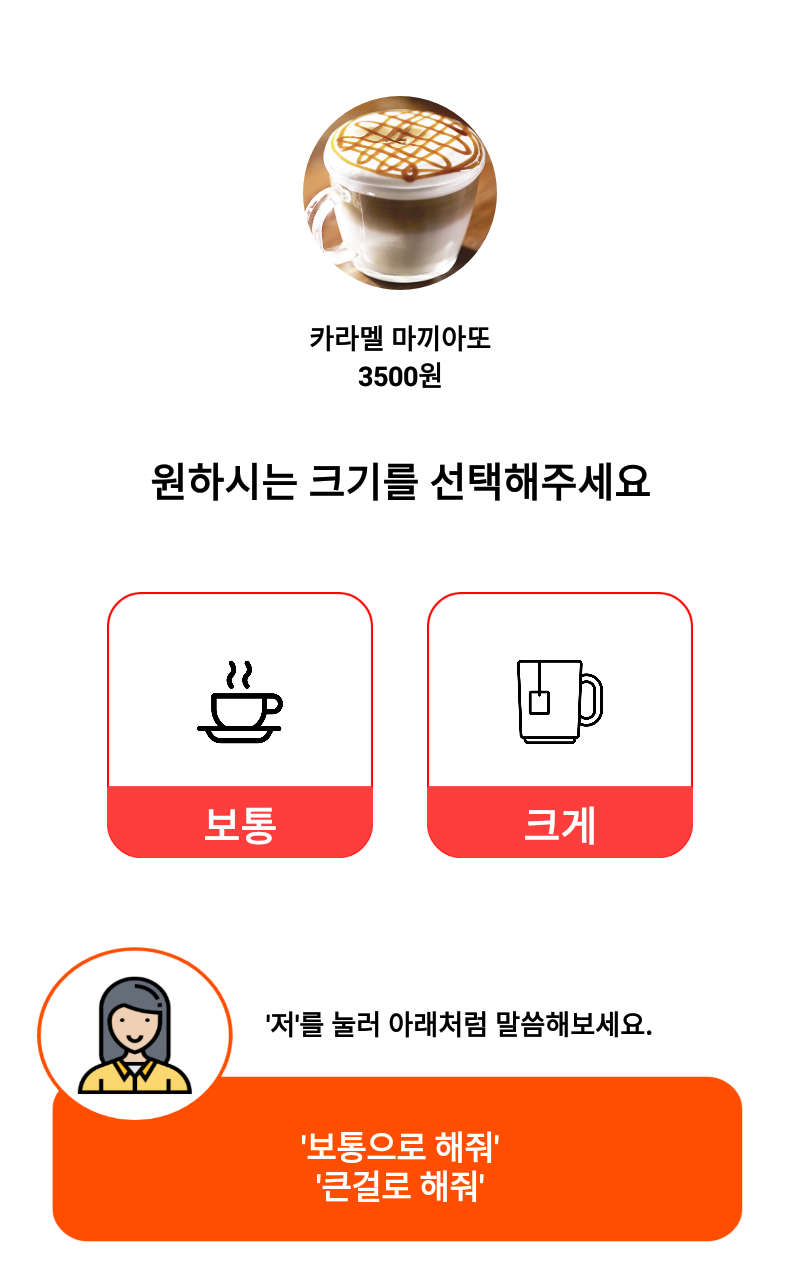 카라멜 마끼아또
3500원
원하시는 크기를 선택해주세요
보통
크게
'저'를 눌러 아래처럼 말씀해보세요.
'보통으로 해줘'
'큰걸로 해줘'